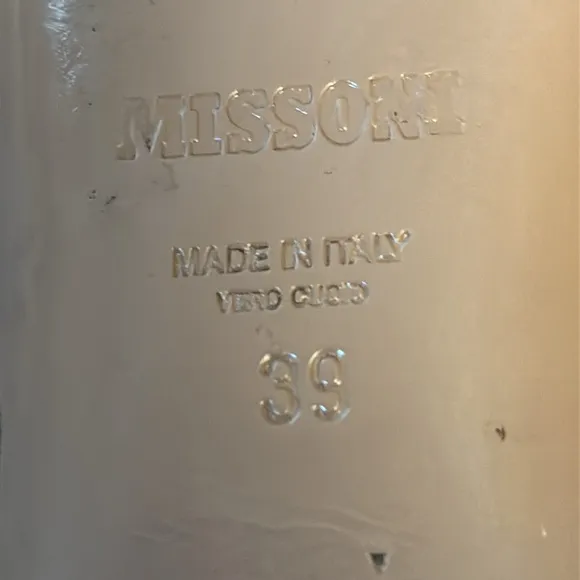 MISSONI
MADE IN ITALY
VERO CUOIO
39